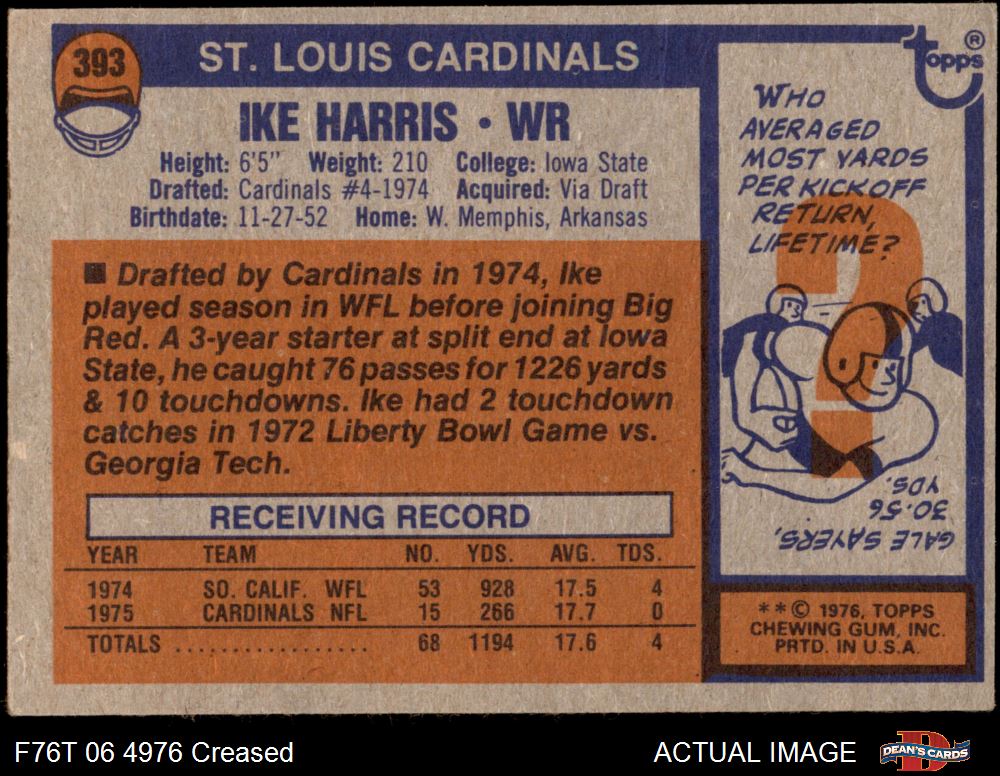 393
ST. LOUIS CARDINALS
topps®
IKE HARRIS • WR
Height: 6'5" Weight: 210 College: Iowa State
Drafted: Cardinals #4-1974 Acquired: Via Draft
Birthdate: 11-27-52 Home: W. Memphis, Arkansas
■ Drafted by Cardinals in 1974, Ike
played season in WFL before joining Big
Red. A 3-year starter at split end at Iowa
State, he caught 76 passes for 1226 yards
& 10 touchdowns. Ike had 2 touchdown
catches in 1972 Liberty Bowl Game vs.
Georgia Tech.
RECEIVING RECORD
YEAR TEAM NO. YDS. AVG. TDS.
1974 SO. CALIF. WFL 53 928 17.5 4
1975 CARDINALS NFL 15 266 17.7 0
TOTALS .................. 68 1194 17.6 4
WHO
AVERAGED
MOST YARDS
PER KICKOFF
RETURN,
LIFETIME?
?
GALE SAYERS,
30.56
YDS.
**© 1976, TOPPS
CHEWING GUM, INC.
PRTD. IN U.S.A.
F76T 06 4976 Creased
ACTUAL IMAGE
D
DEAN'S CARDS